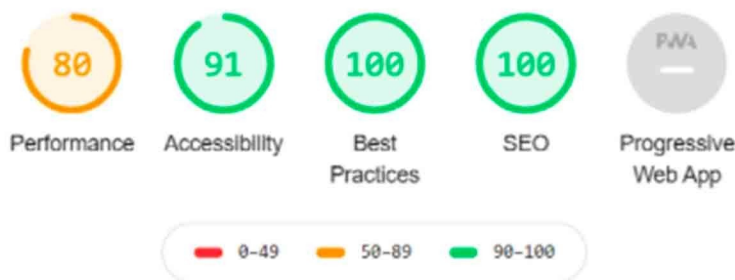 80 91 100 100 PWA
Performance Accessibility Best Practices SEO Progressive Web App
0-49 50-89 90-100